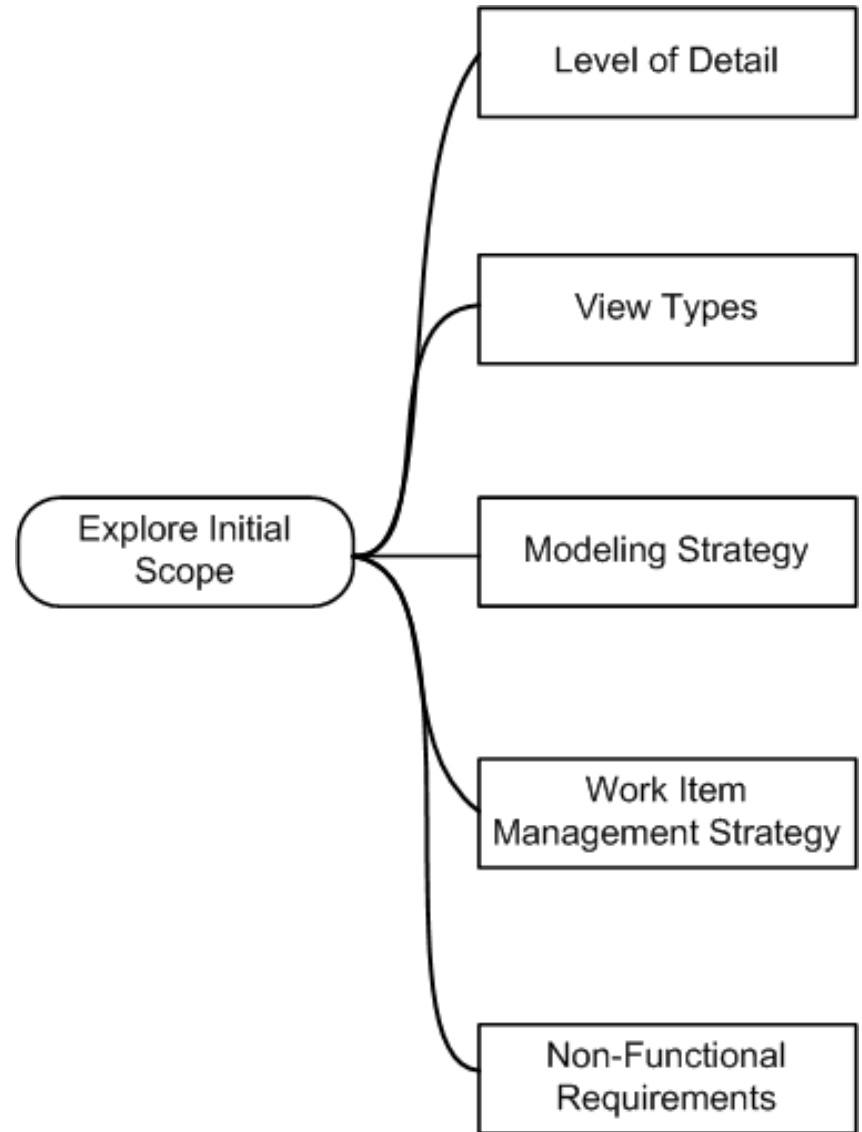 Level of Detail
View Types
Explore Initial
Scope
Modeling Strategy
Work Item
Management Strategy
Non-Functional
Requirements